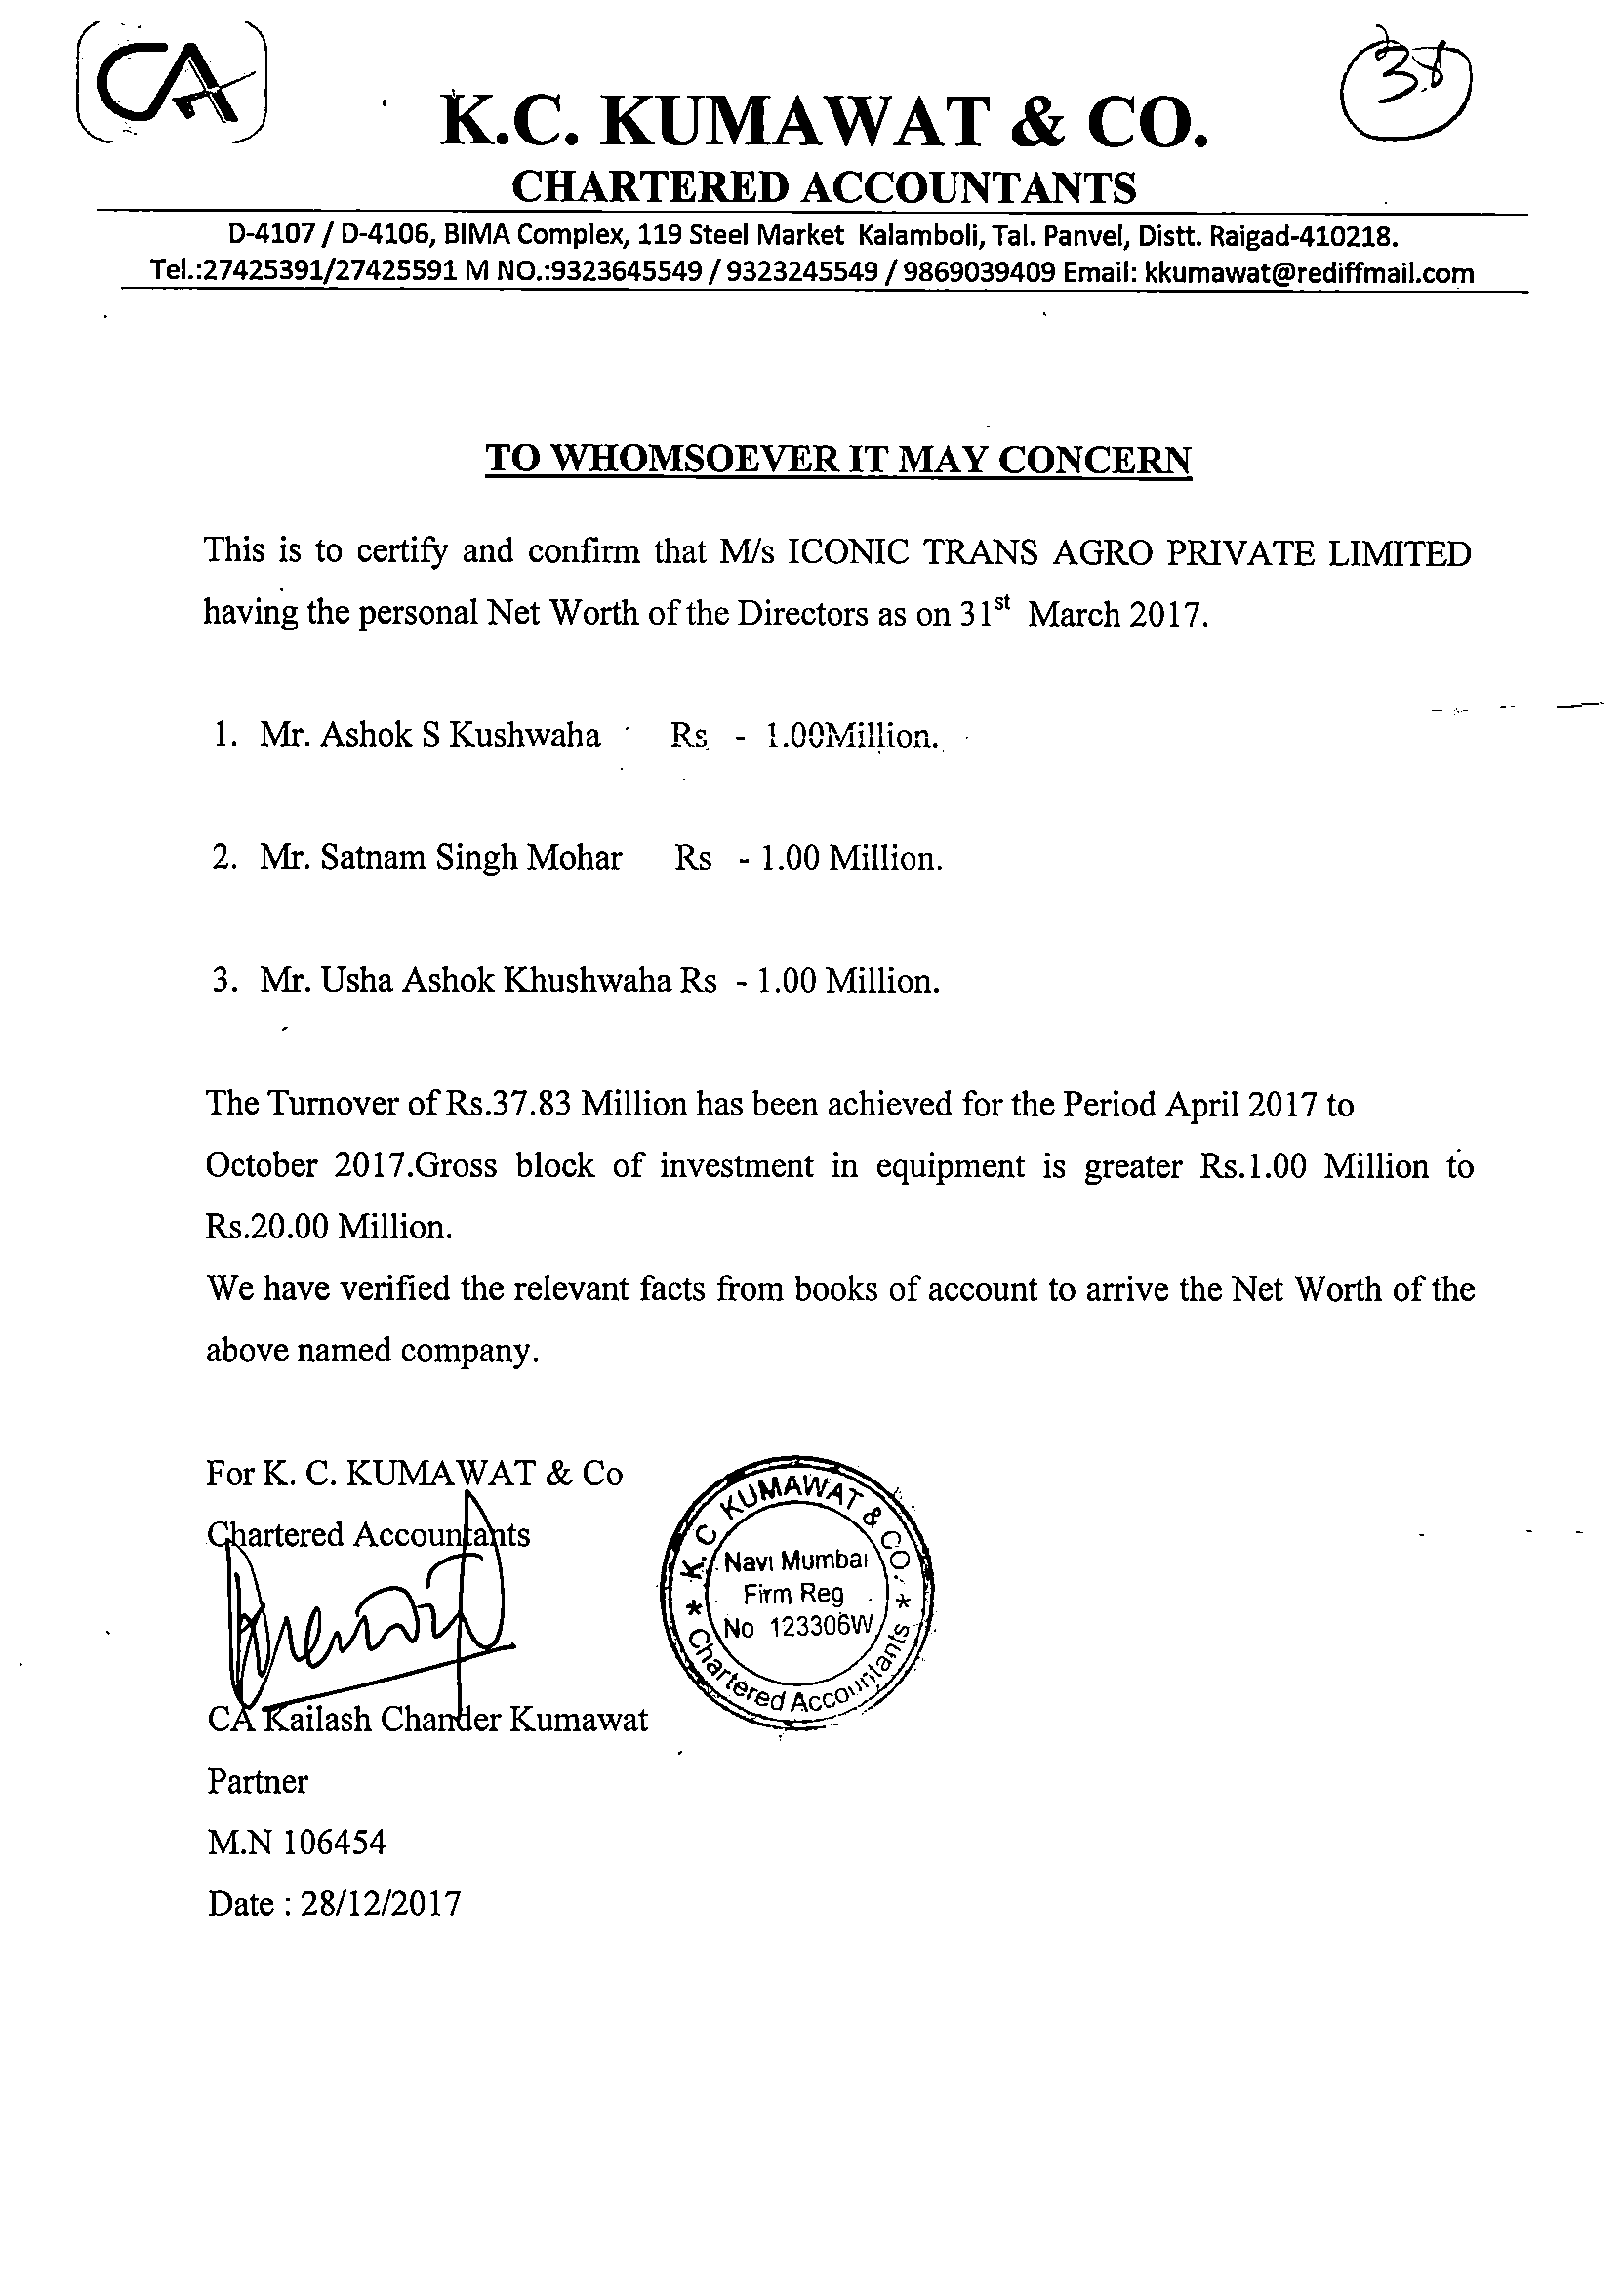 CA
38
K.C. KUMAWAT & CO.
CHARTERED ACCOUNTANTS
D-4107 / D-4106, BIMA Complex, 119 Steel Market Kalamboli, Tal. Panvel, Distt. Raigad-410218.
Tel.:27425391/27425591 M NO.:9323645549 / 9323245549 / 9869039409 Email: kkumawat@rediffmail.com
TO WHOMSOEVER IT MAY CONCERN
This is to certify and confirm that M/s ICONIC TRANS AGRO PRIVATE LIMITED
having the personal Net Worth of the Directors as on 31st March 2017.
1. Mr. Ashok S Kushwaha Rs - 1.00Million.
2. Mr. Satnam Singh Mohar Rs - 1.00 Million.
3. Mr. Usha Ashok Khushwaha Rs - 1.00 Million.
The Turnover of Rs.37.83 Million has been achieved for the Period April 2017 to
October 2017.Gross block of investment in equipment is greater Rs.1.00 Million to
Rs.20.00 Million.
We have verified the relevant facts from books of account to arrive the Net Worth of the
above named company.
For K. C. KUMAWAT & Co
Chartered Accountants
CA Kailash Chander Kumawat
Partner
M.N 106454
Date : 28/12/2017
K. C KUMAWAT & CO.
Navi Mumbai
Firm Reg
No 123306W
* Chartered Accountants *